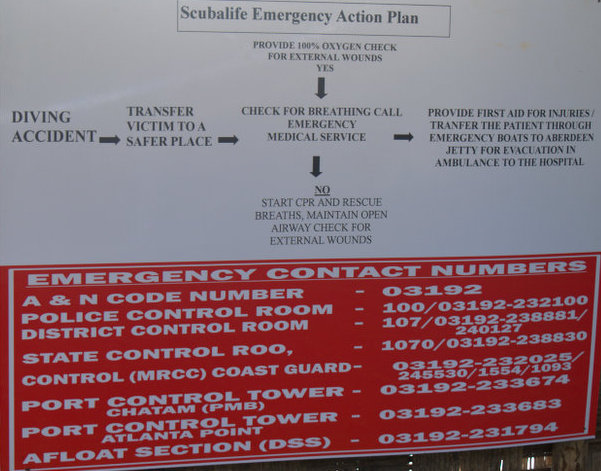 Scubalife Emergency Action Plan
PROVIDE 100% OXYGEN CHECK
FOR EXTERNAL WOUNDS
YES
DIVING
ACCIDENT
TRANSFER
VICTIM TO A
SAFER PLACE
CHECK FOR BREATHING CALL
EMERGENCY
MEDICAL SERVICE
PROVIDE FIRST AID FOR INJURIES /
TRANFER THE PATIENT THROUGH
EMERGENCY BOATS TO ABERDEEN
JETTY FOR EVACUATION IN
AMBULANCE TO THE HOSPITAL
NO
START CPR AND RESCUE
BREATHS, MAINTAIN OPEN
AIRWAY CHECK FOR
EXTERNAL WOUNDS
EMERGENCY CONTACT NUMBERS
A & N CODE NUMBER - 03192
POLICE CONTROL ROOM - 100/03192-232100
DISTRICT CONTROL ROOM - 107/03192-238881/
240127
STATE CONTROL ROO, - 1070/03192-238830
CONTROL (MRCC) COAST GUARD- 03192-232025/
245530/1554/1093
PORT CONTROL TOWER - 03192-233674
CHATAM (PMB)
PORT CONTROL TOWER - 03192-233683
ATLANTA POINT
AFLOAT SECTION (DSS) - 03192-231794